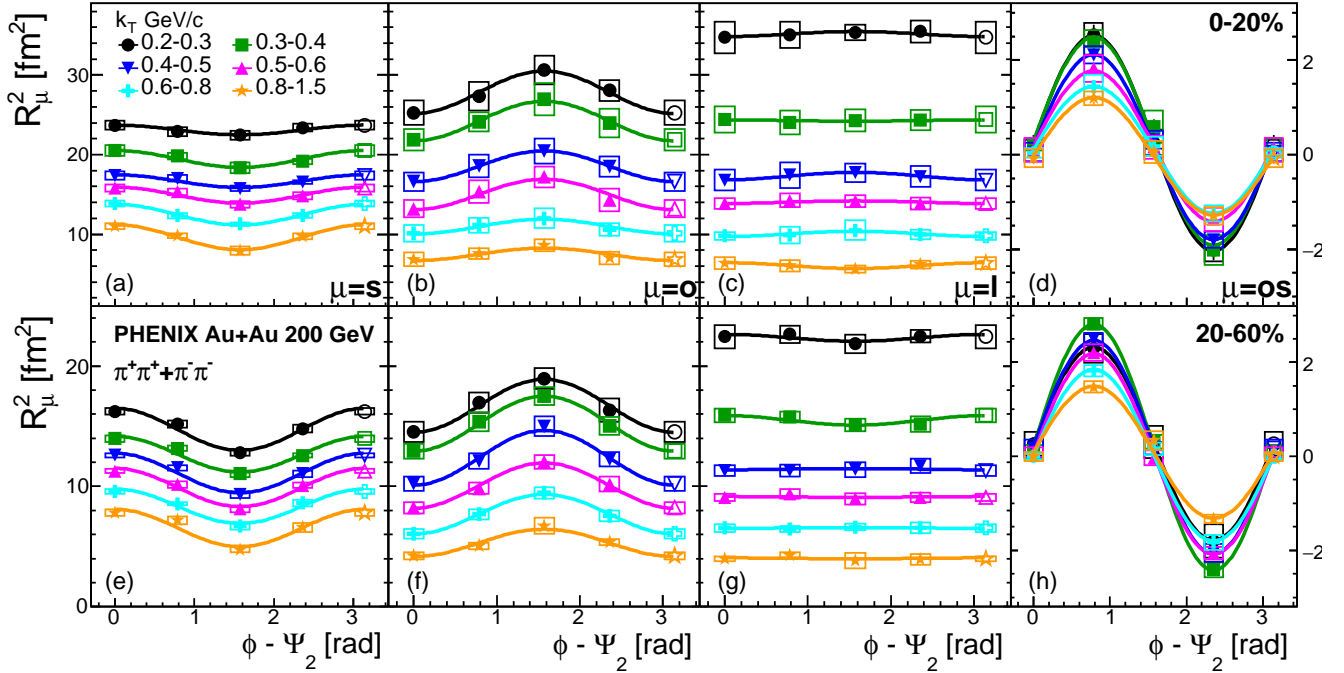 k_T GeV/c
0.2-0.3 0.3-0.4
0.4-0.5 0.5-0.6
0.6-0.8 0.8-1.5
0-20%
R²_μ [fm²]
30
20
10
2
0
−2
(a) μ=s (b) μ=o (c) μ=l (d) μ=os
PHENIX Au+Au 200 GeV
π⁺π⁺+π⁻π⁻
20-60%
R²_μ [fm²]
20
10
0
2
0
−2
(e) (f) (g) (h)
0 1 2 3 0 1 2 3 0 1 2 3 0 1 2 3
ϕ - Ψ₂ [rad] ϕ - Ψ₂ [rad] ϕ - Ψ₂ [rad] ϕ - Ψ₂ [rad]